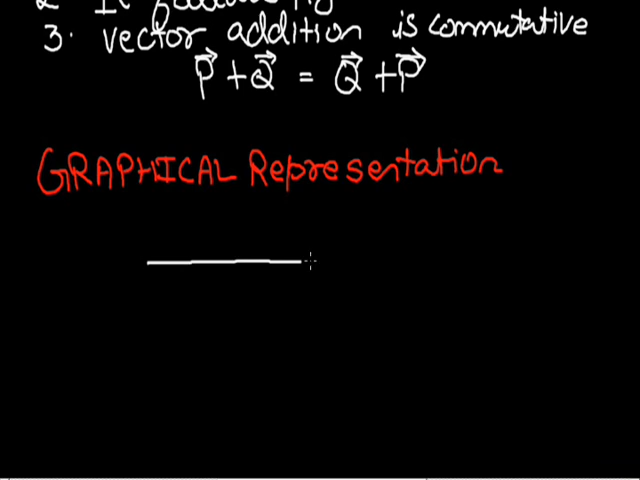 3. vector addition is commutative
P⃗ + Q⃗ = Q⃗ + P⃗
GRAPHICAL Representation